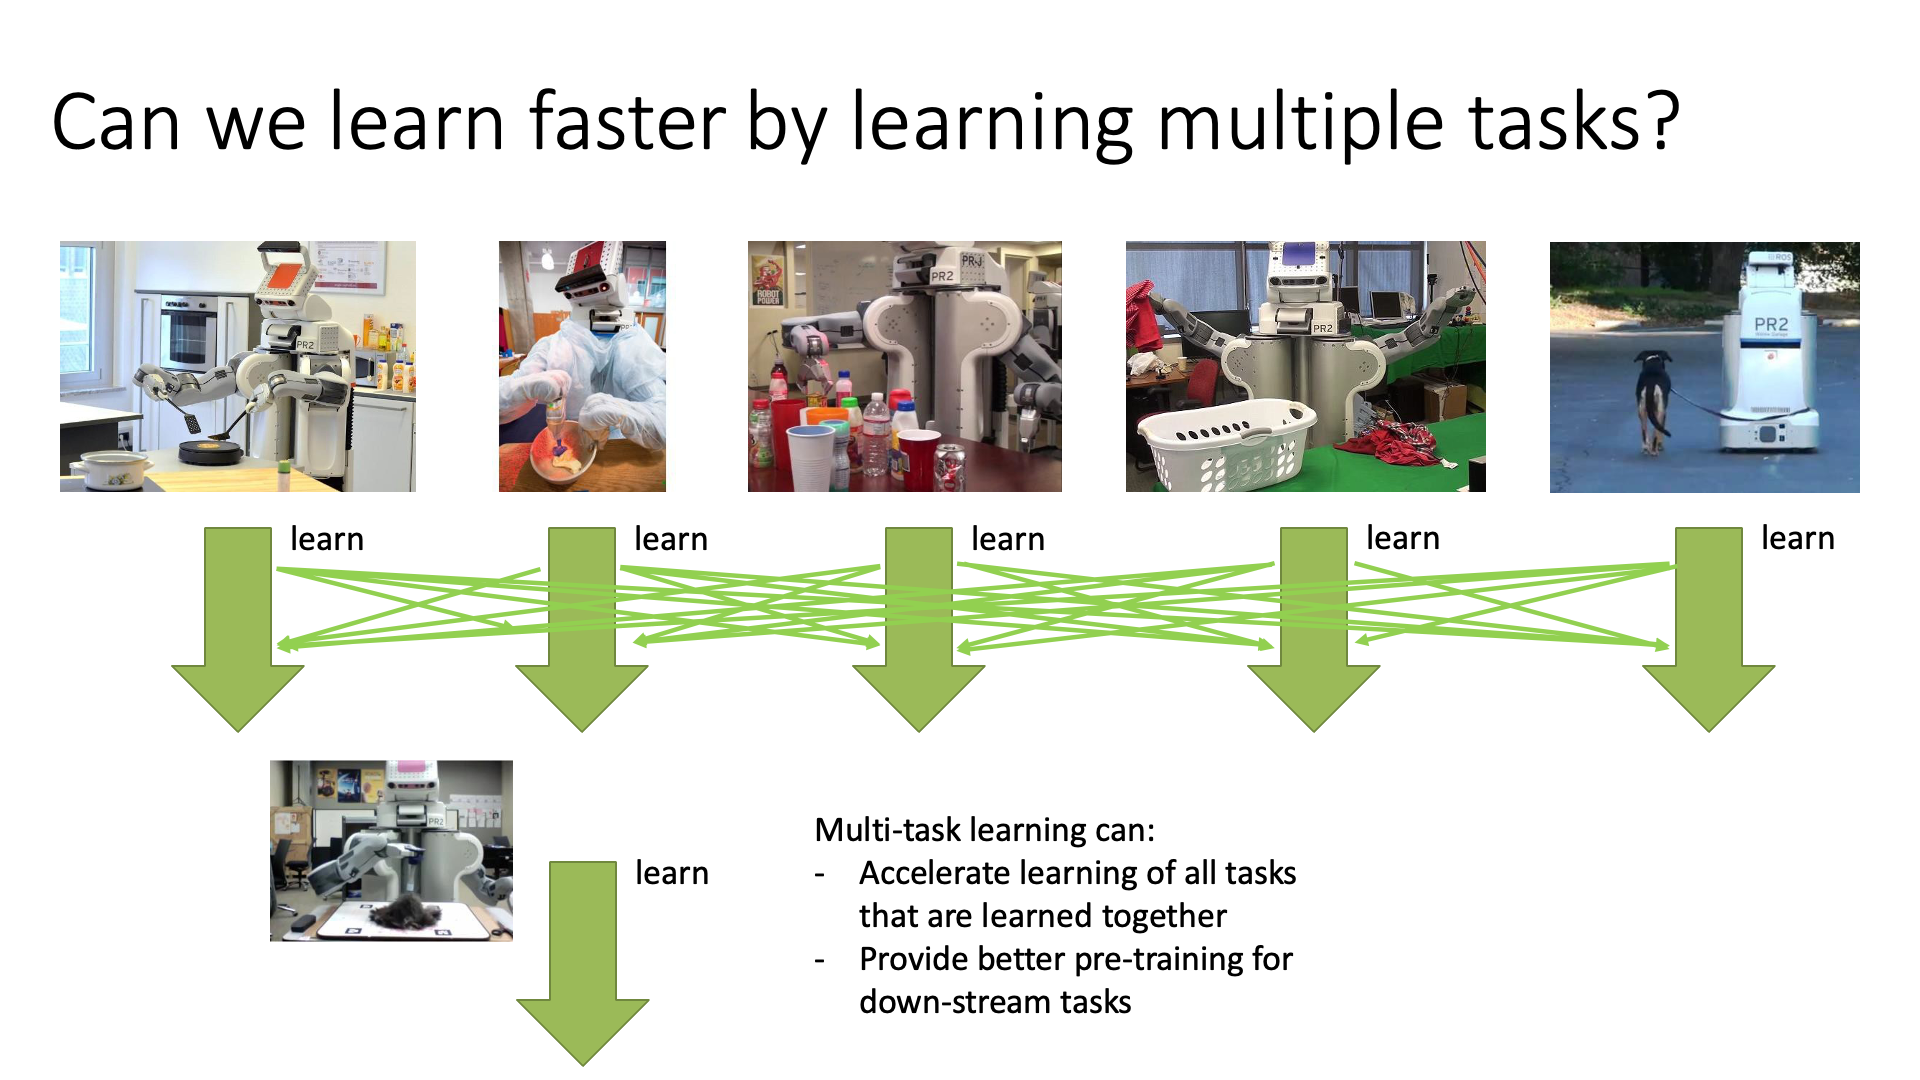 Can we learn faster by learning multiple tasks?
PR2
PR2
PR2
ROBOT
POWER
PR2
ROS
PR2
learn
learn
learn
learn
learn
PR2
learn
Multi-task learning can:
- Accelerate learning of all tasks
that are learned together
- Provide better pre-training for
down-stream tasks